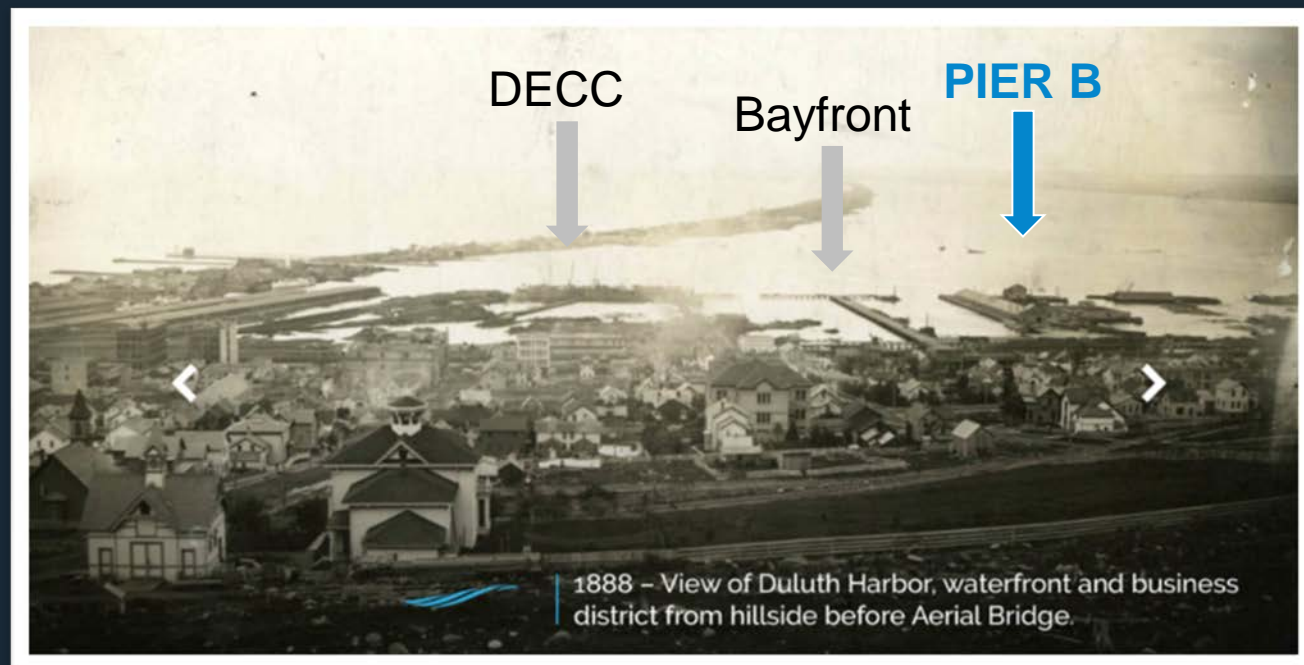 DECC
Bayfront
PIER B
1888 – View of Duluth Harbor, waterfront and business
district from hillside before Aerial Bridge.